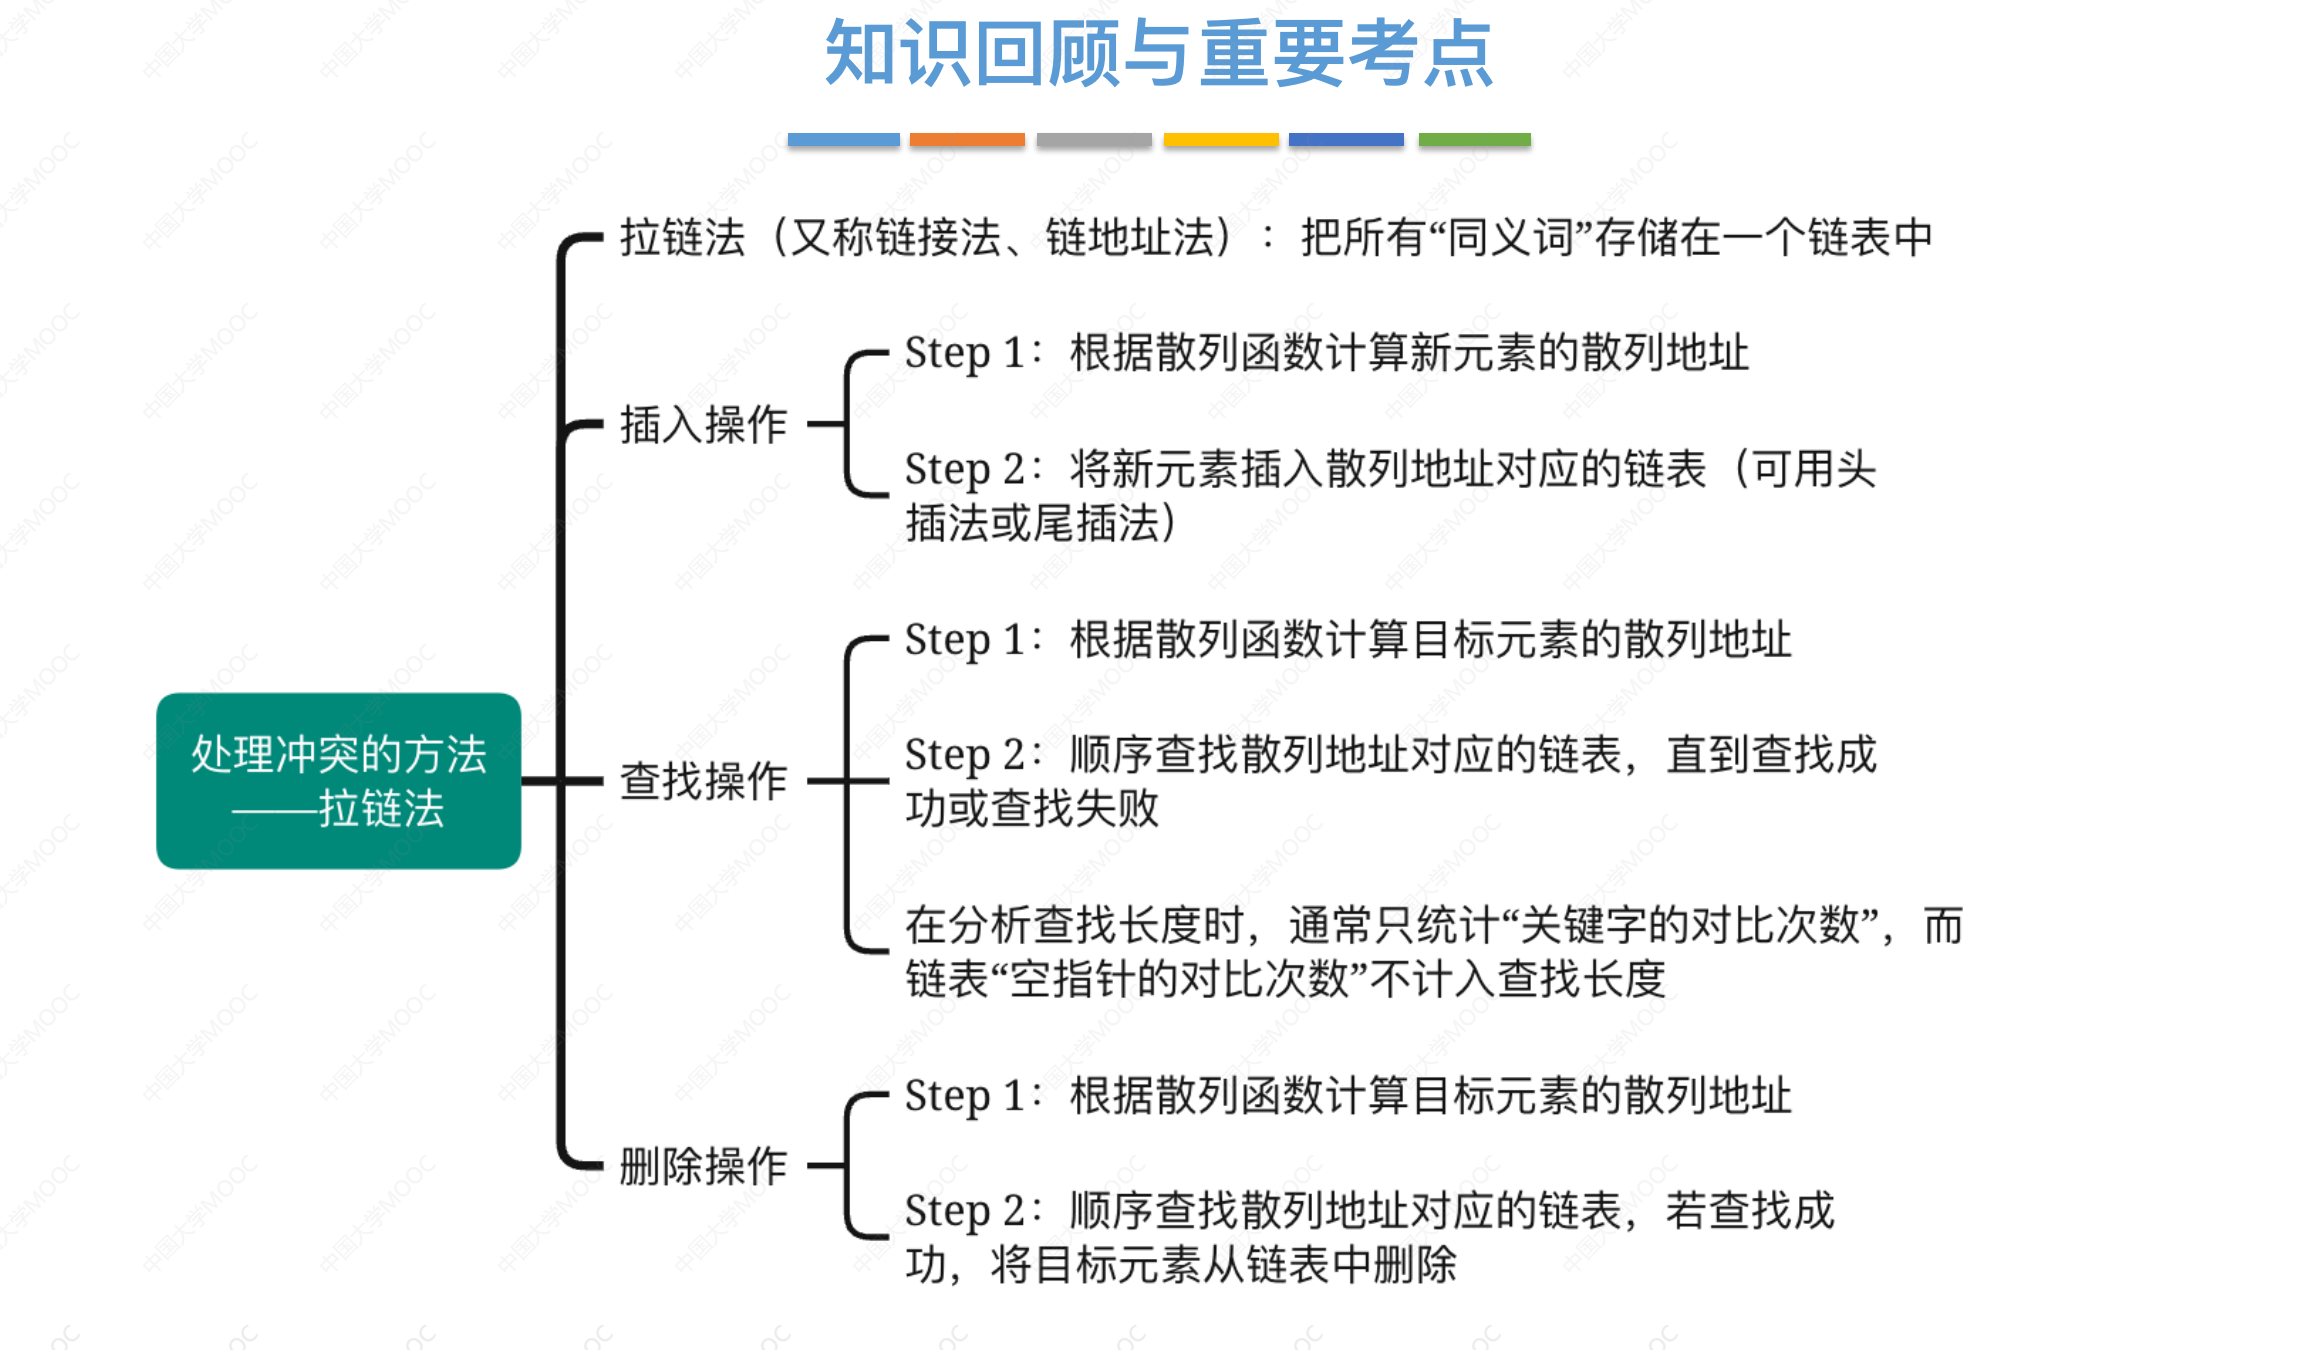 知识回顾与重要考点
拉链法（又称链接法、链地址法）：把所有“同义词”存储在一个链表中
插入操作
Step 1：根据散列函数计算新元素的散列地址
Step 2：将新元素插入散列地址对应的链表（可用头
插法或尾插法）
处理冲突的方法
——拉链法
查找操作
Step 1：根据散列函数计算目标元素的散列地址
Step 2：顺序查找散列地址对应的链表，直到查找成
功或查找失败
在分析查找长度时，通常只统计“关键字的对比次数”，而
链表“空指针的对比次数”不计入查找长度
删除操作
Step 1：根据散列函数计算目标元素的散列地址
Step 2：顺序查找散列地址对应的链表，若查找成
功，将目标元素从链表中删除
中国大学MOOC